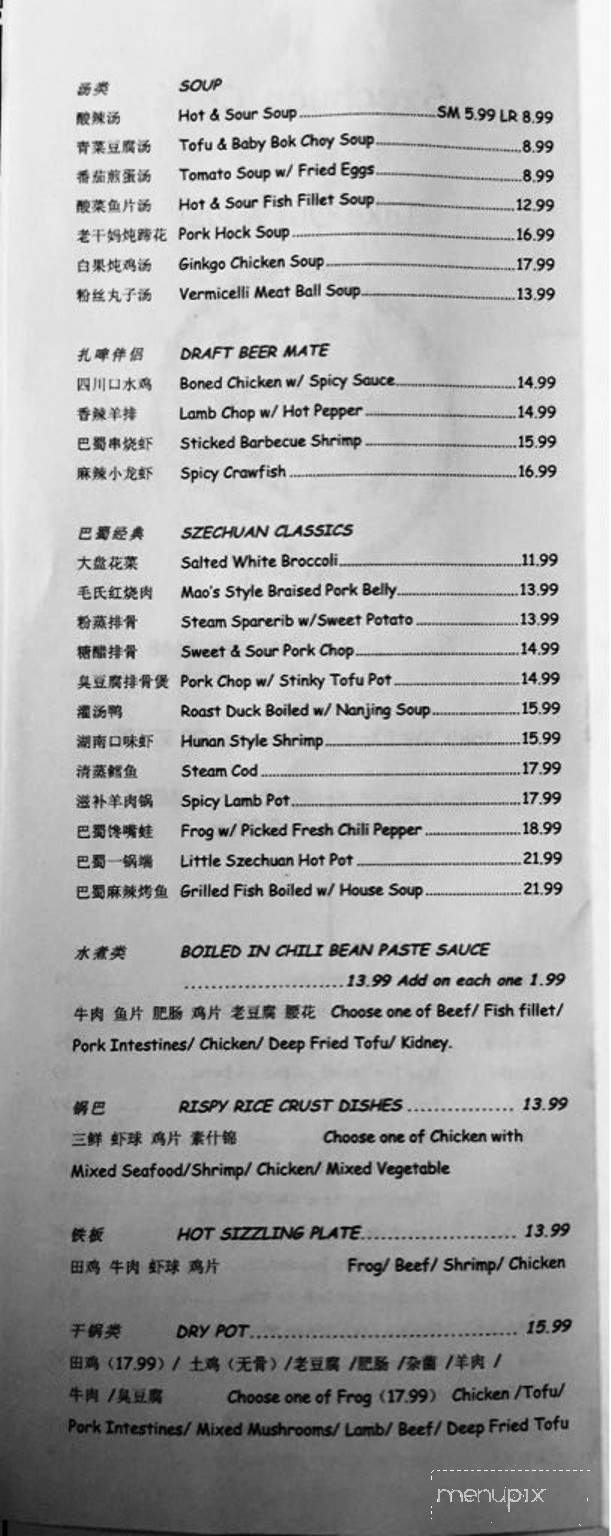 汤类 SOUP
酸辣汤 Hot & Sour Soup SM 5.99 LR 8.99
青菜豆腐汤 Tofu & Baby Bok Choy Soup 8.99
番茄煎蛋汤 Tomato Soup w/ Fried Eggs 8.99
酸菜鱼片汤 Hot & Sour Fish Fillet Soup 12.99
老干妈炖蹄花 Pork Hock Soup 16.99
白果炖鸡汤 Ginkgo Chicken Soup 17.99
粉丝丸子汤 Vermicelli Meat Ball Soup 13.99
扎啤伴侣 DRAFT BEER MATE
四川口水鸡 Boned Chicken w/ Spicy Sauce 14.99
香辣羊排 Lamb Chop w/ Hot Pepper 14.99
巴蜀串烧虾 Sticked Barbecue Shrimp 15.99
麻辣小龙虾 Spicy Crawfish 16.99
巴蜀经典 SZECHUAN CLASSICS
大盘花菜 Salted White Broccoli 11.99
毛氏红烧肉 Mao's Style Braised Pork Belly 13.99
粉蒸排骨 Steam Sparerib w/Sweet Potato 13.99
糖醋排骨 Sweet & Sour Pork Chop 14.99
臭豆腐排骨煲 Pork Chop w/ Stinky Tofu Pot 14.99
灌汤鸭 Roast Duck Boiled w/ Nanjing Soup 15.99
湖南口味虾 Hunan Style Shrimp 15.99
清蒸鳕鱼 Steam Cod 17.99
滋补羊肉锅 Spicy Lamb Pot 17.99
巴蜀馋嘴蛙 Frog w/ Picked Fresh Chili Pepper 18.99
巴蜀一锅端 Little Szechuan Hot Pot 21.99
巴蜀麻辣烤鱼 Grilled Fish Boiled w/ House Soup 21.99
水煮类 BOILED IN CHILI BEAN PASTE SAUCE
13.99 Add on each one 1.99
牛肉 鱼片 肥肠 鸡片 老豆腐 腰花 Choose one of Beef/ Fish fillet/
Pork Intestines/ Chicken/ Deep Fried Tofu/ Kidney.
锅巴 RISPY RICE CRUST DISHES 13.99
三鲜 虾球 鸡片 素什锦 Choose one of Chicken with
Mixed Seafood/Shrimp/ Chicken/ Mixed Vegetable
铁板 HOT SIZZLING PLATE 13.99
田鸡 牛肉 虾球 鸡片 Frog/ Beef/ Shrimp/ Chicken
干锅类 DRY POT 15.99
田鸡（17.99）/ 土鸡（无骨）/老豆腐 /肥肠 /杂菌 /羊肉 /
牛肉 /臭豆腐 Choose one of Frog（17.99） Chicken /Tofu/
Pork Intestines/ Mixed Mushrooms/ Lamb/ Beef/ Deep Fried Tofu
menupix